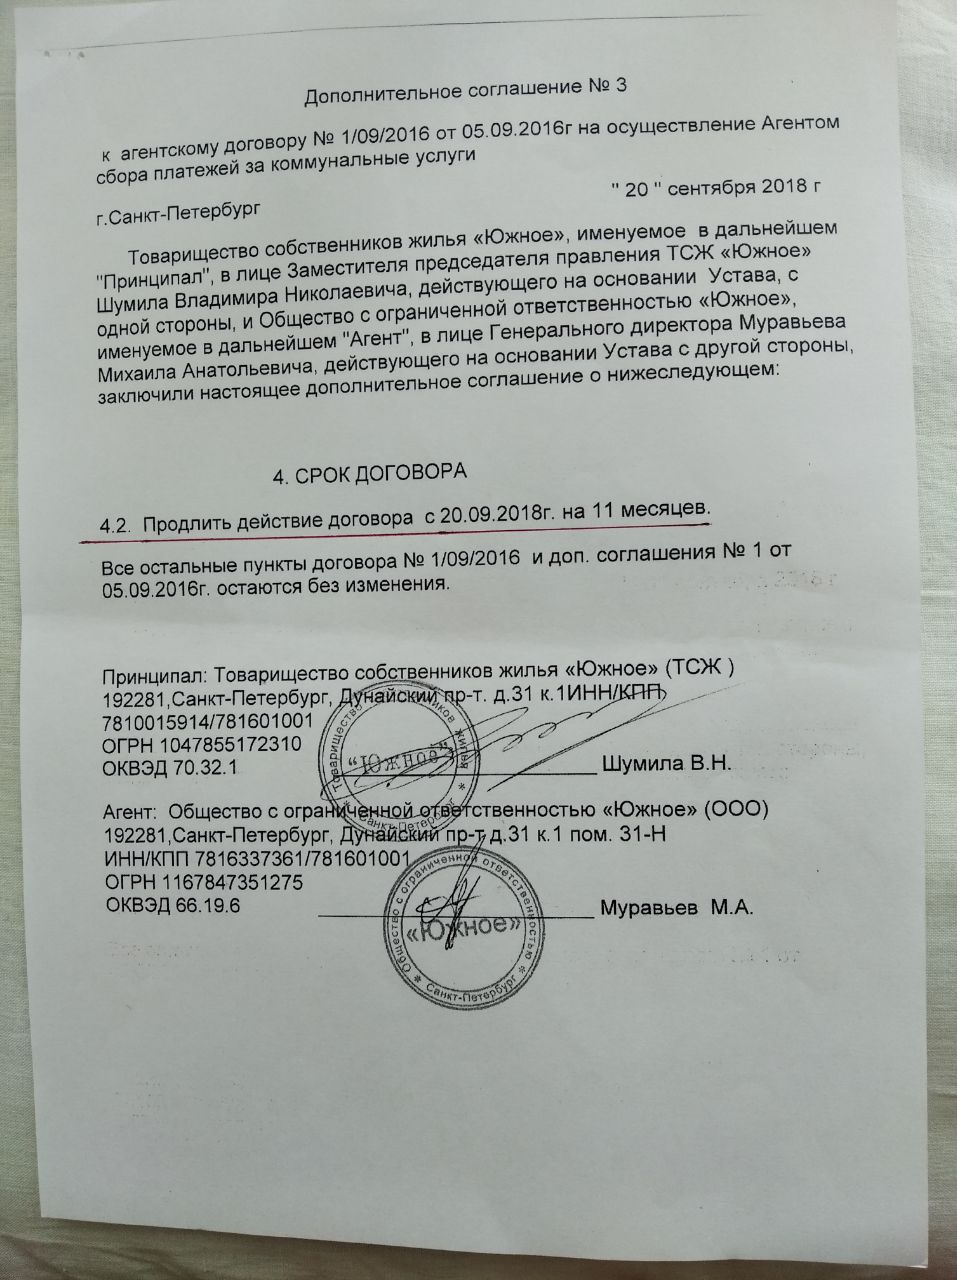 Дополнительное соглашение № 3
к агентскому договору № 1/09/2016 от 05.09.2016г на осуществление Агентом
сбора платежей за коммунальные услуги
" 20 " сентября 2018 г
г.Санкт-Петербург
Товарищество собственников жилья «Южное», именуемое в дальнейшем
"Принципал", в лице Заместителя председателя правления ТСЖ «Южное»
Шумила Владимира Николаевича, действующего на основании Устава, с
одной стороны, и Общество с ограниченной ответственностью «Южное»,
именуемое в дальнейшем "Агент", в лице Генерального директора Муравьева
Михаила Анатольевича, действующего на основании Устава с другой стороны,
заключили настоящее дополнительное соглашение о нижеследующем:
4. СРОК ДОГОВОРА
4.2. Продлить действие договора с 20.09.2018г. на 11 месяцев.
Все остальные пункты договора № 1/09/2016 и доп. соглашения № 1 от
05.09.2016г. остаются без изменения.
Принципал: Товарищество собственников жилья «Южное» (ТСЖ )
192281,Санкт-Петербург, Дунайский пр-т. д.31 к.1ИНН/КПП
7810015914/781601001
ОГРН 1047855172310
ОКВЭД 70.32.1
Шумила В.Н.
Товарищество собственников жилья
"Южное"
Санкт-Петербург
Агент: Общество с ограниченной ответственностью «Южное» (ООО)
192281,Санкт-Петербург, Дунайский пр-т д.31 к.1 пом. 31-Н
ИНН/КПП 7816337361/781601001
ОГРН 1167847351275
ОКВЭД 66.19.6
Муравьев М.А.
Общество с ограниченной ответственностью
«Южное»
Санкт-Петербург